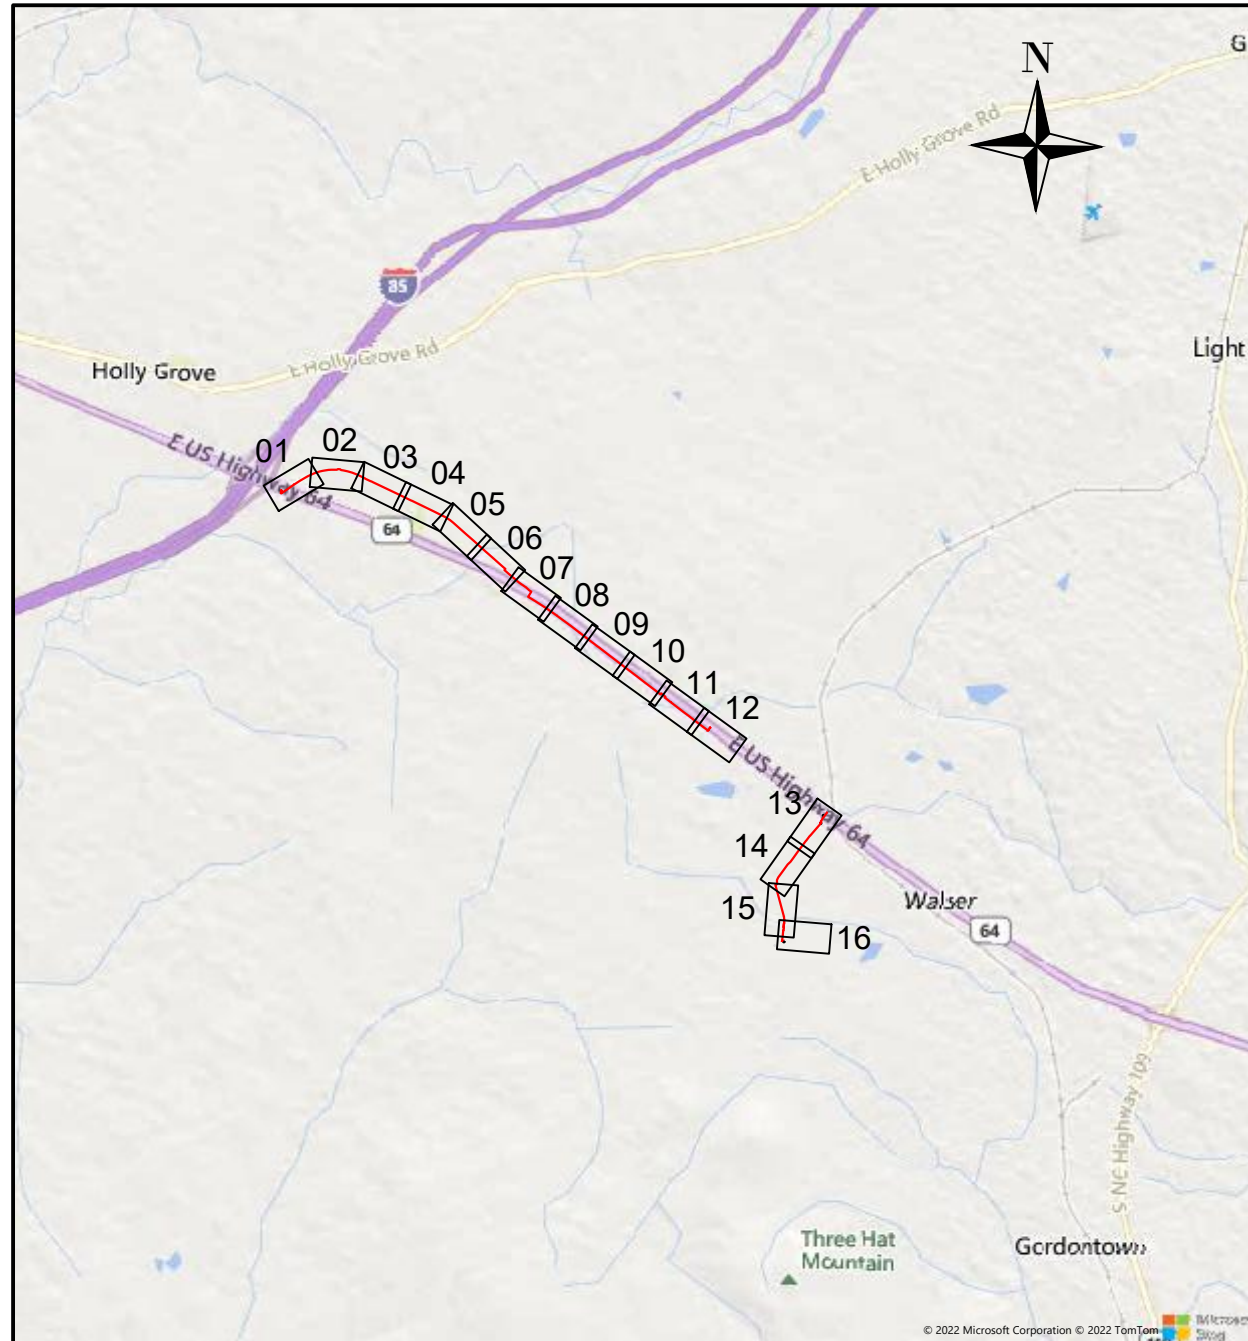 G
N
E Holly Grove Rd
85
Light
E Holly Grove Rd
Holly Grove
01
02
E US Highway 64
03
04
64
05
06
07
08
09
10
11
12
E US Highway 64
13
14
15
Walser
64
16
S NC Highway 109
Three Hat
Mountain
Gordontown
© 2022 Microsoft Corporation © 2022 TomTom